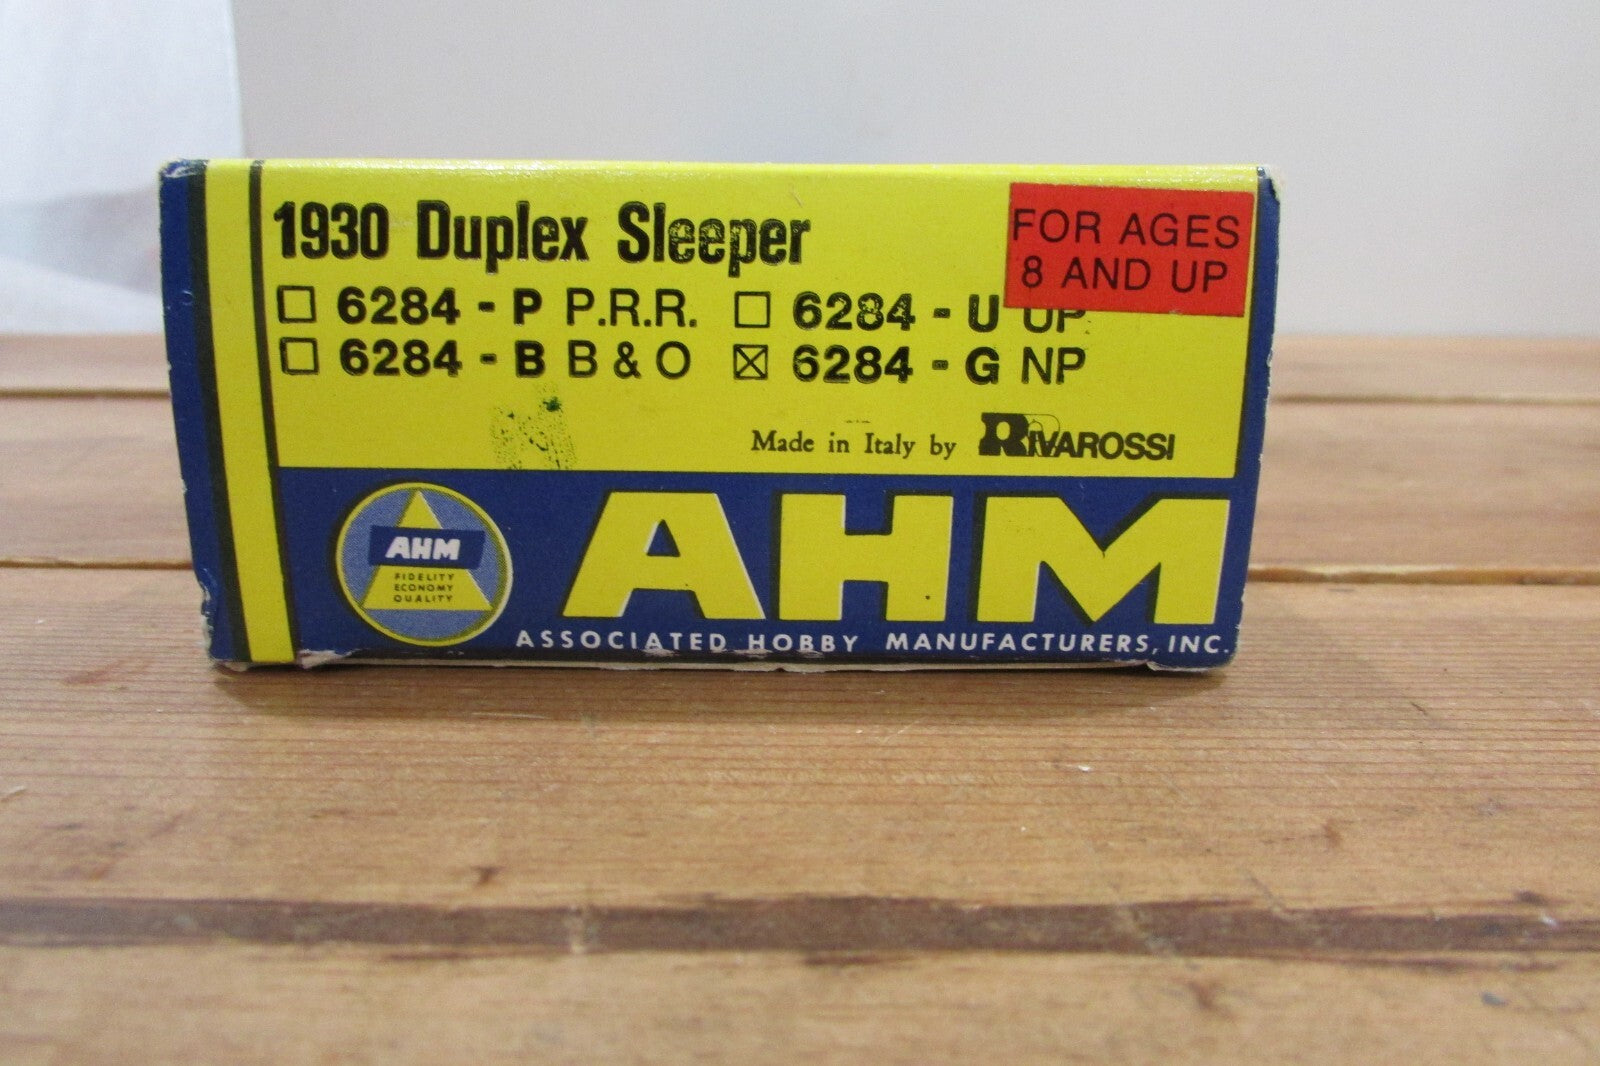 1930 Duplex Sleeper
FOR AGES
8 AND UP
☐ 6284 - P P.R.R. ☐ 6284 - U UP
☐ 6284 - B B & O ☒ 6284 - G NP
Made in Italy by RIVAROSSI
AHM
FIDELITY
ECONOMY
QUALITY
AHM
ASSOCIATED HOBBY MANUFACTURERS, INC.